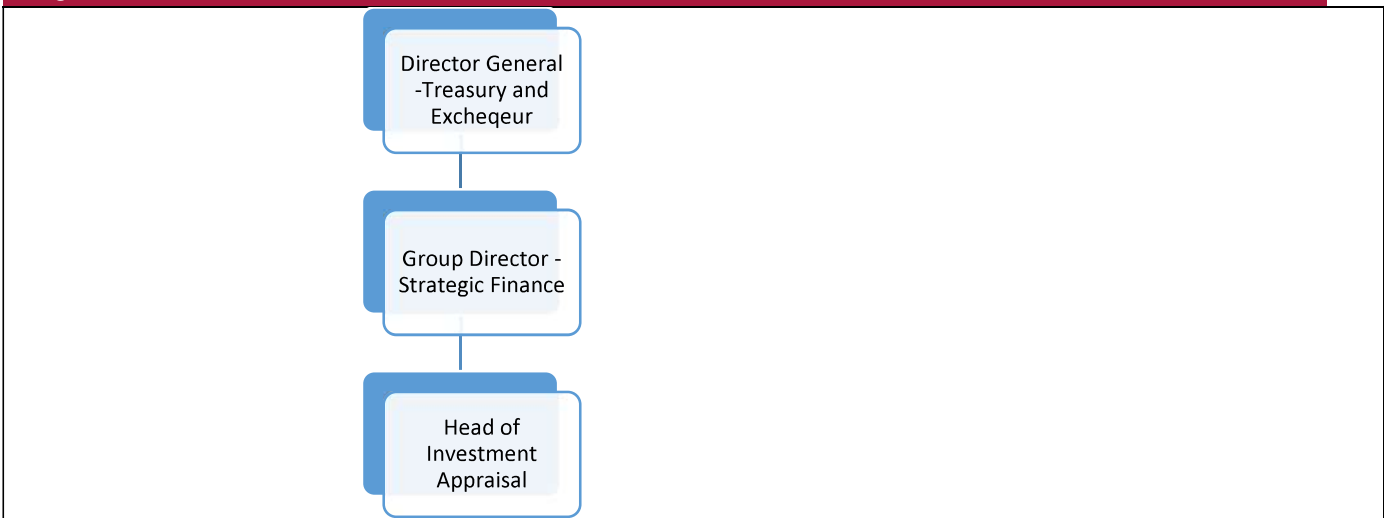 Director General
-Treasury and
Excheqeur
Group Director -
Strategic Finance
Head of
Investment
Appraisal